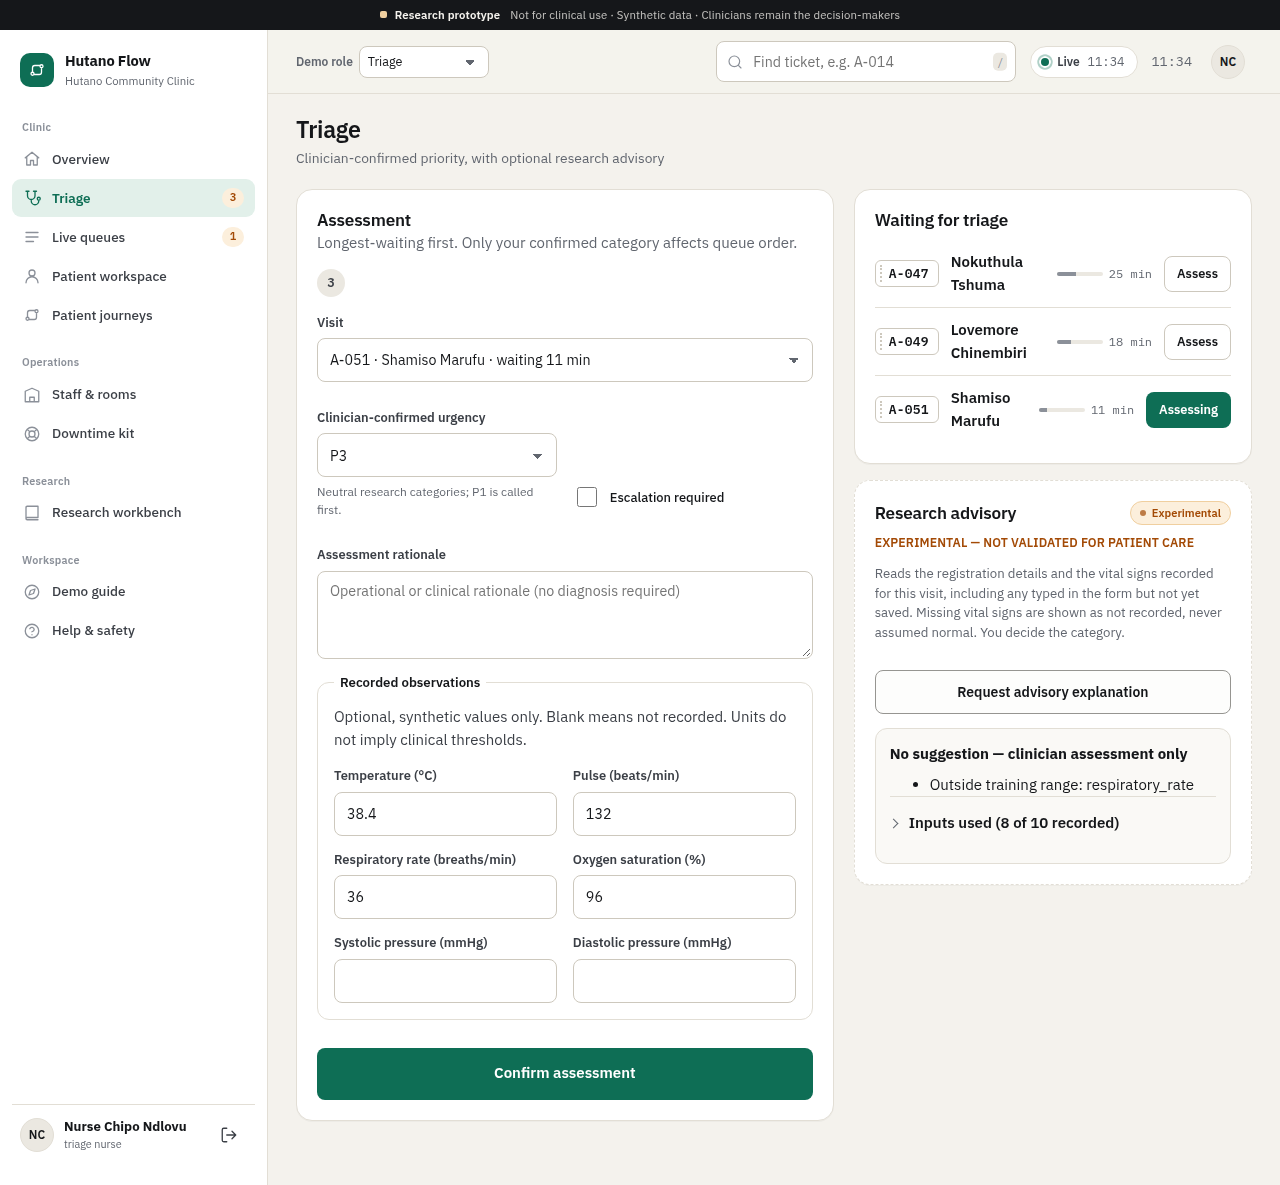 Research prototype Not for clinical use · Synthetic data · Clinicians remain the decision-makers
Hutano Flow
Hutano Community Clinic
Clinic
Overview
Triage 3
Live queues 1
Patient workspace
Patient journeys
Operations
Staff & rooms
Downtime kit
Research
Research workbench
Workspace
Demo guide
Help & safety
NC Nurse Chipo Ndlovu
triage nurse
Demo role Triage
Find ticket, e.g. A-014 /
Live 11:34 11:34 NC
Triage
Clinician-confirmed priority, with optional research advisory
Assessment
Longest-waiting first. Only your confirmed category affects queue order.
3
Visit
A-051 · Shamiso Marufu · waiting 11 min
Clinician-confirmed urgency
P3
Neutral research categories; P1 is called
first.
Escalation required
Assessment rationale
Operational or clinical rationale (no diagnosis required)
Recorded observations
Optional, synthetic values only. Blank means not recorded. Units do
not imply clinical thresholds.
Temperature (°C) Pulse (beats/min)
38.4 132
Respiratory rate (breaths/min) Oxygen saturation (%)
36 96
Systolic pressure (mmHg) Diastolic pressure (mmHg)
Confirm assessment
Waiting for triage
A-047 Nokuthula
Tshuma 25 min Assess
A-049 Lovemore
Chinembiri 18 min Assess
A-051 Shamiso
Marufu 11 min Assessing
Research advisory Experimental
EXPERIMENTAL — NOT VALIDATED FOR PATIENT CARE
Reads the registration details and the vital signs recorded
for this visit, including any typed in the form but not yet
saved. Missing vital signs are shown as not recorded, never
assumed normal. You decide the category.
Request advisory explanation
No suggestion — clinician assessment only
• Outside training range: respiratory_rate
Inputs used (8 of 10 recorded)